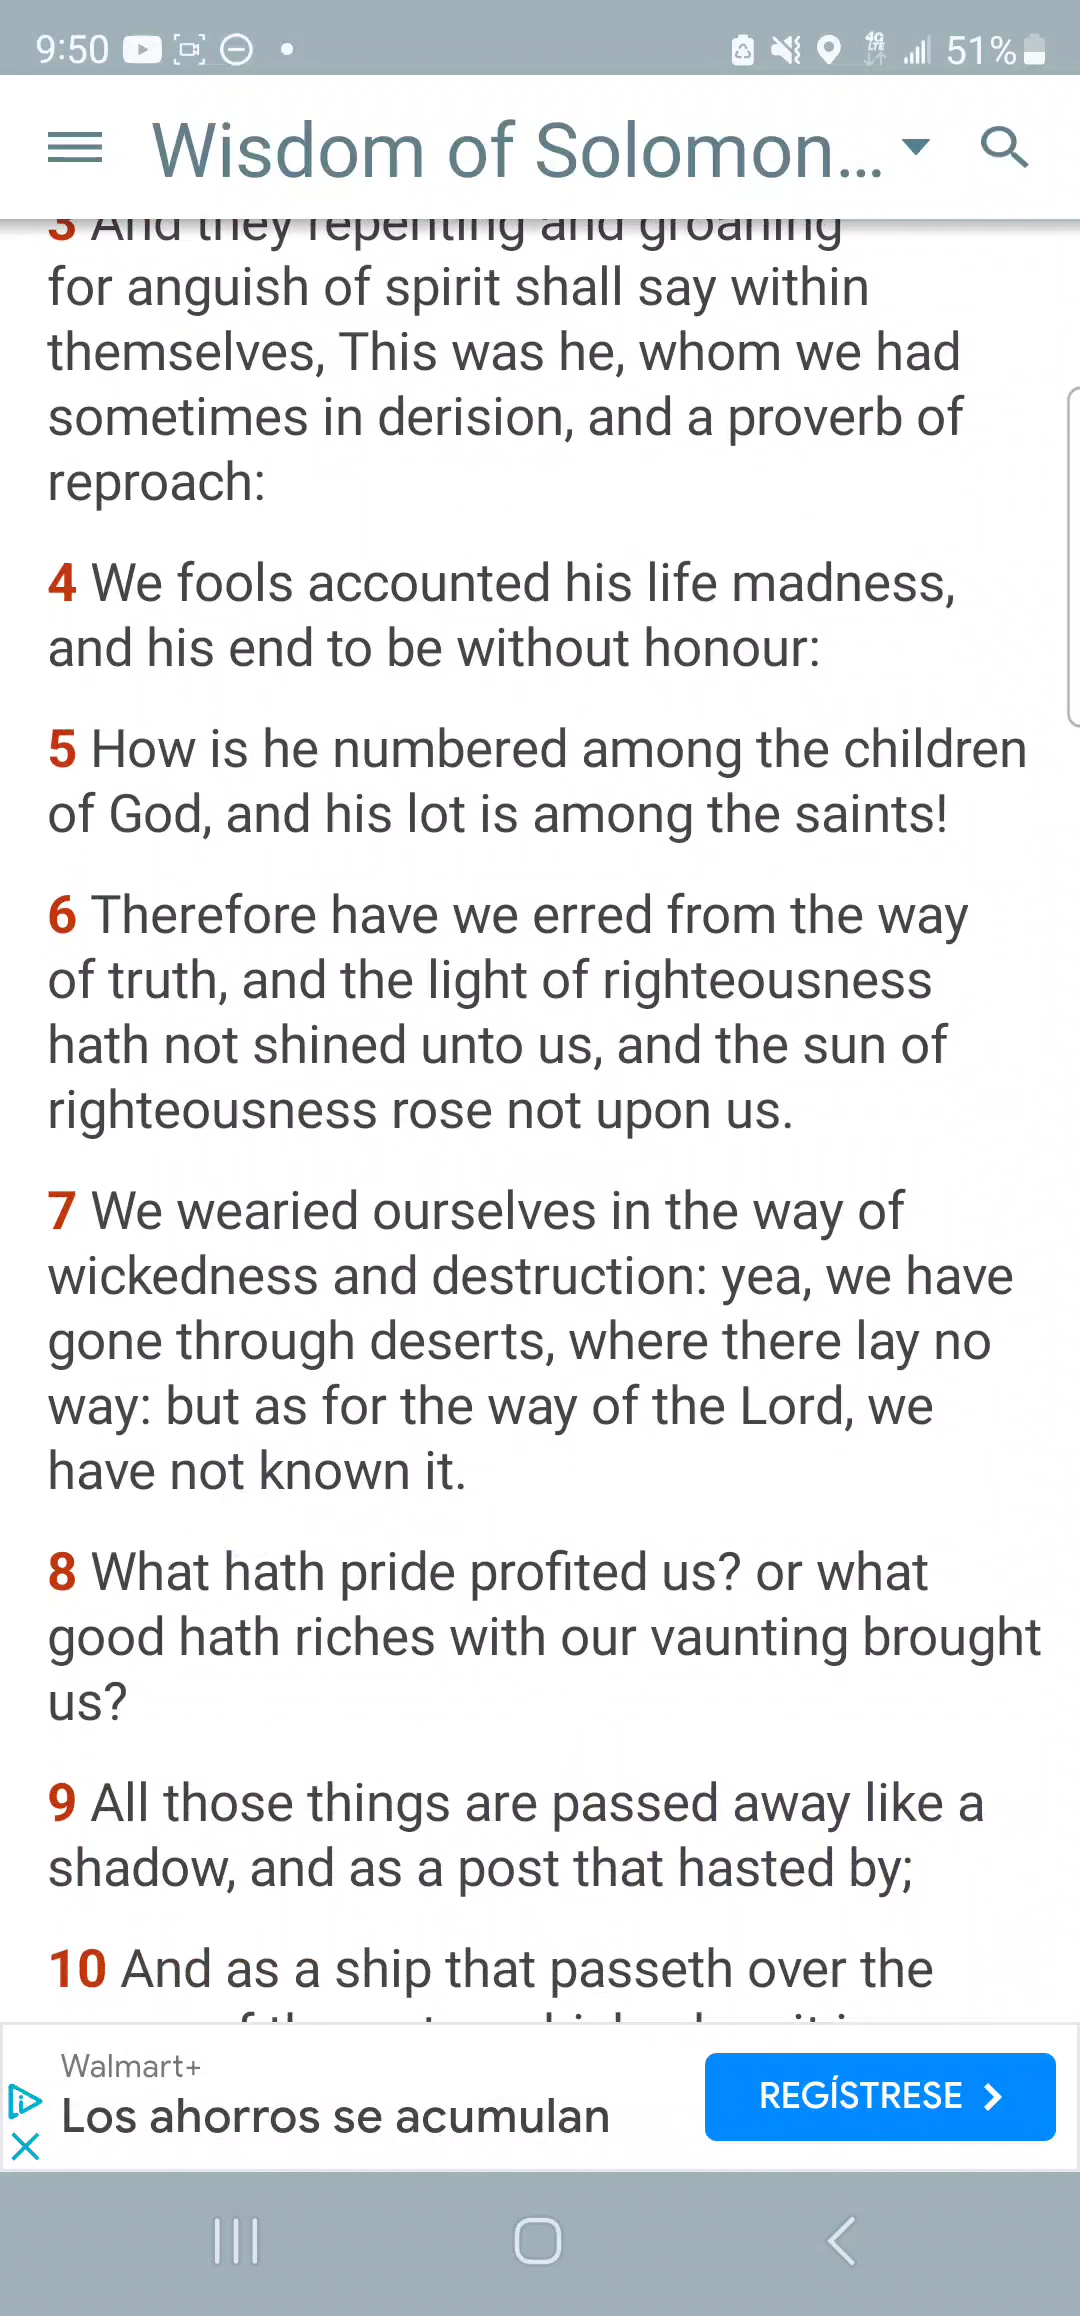 9:50
4G LTE 51%
Wisdom of Solomon...
3 And they repenting and groaning
for anguish of spirit shall say within
themselves, This was he, whom we had
sometimes in derision, and a proverb of
reproach:
4 We fools accounted his life madness,
and his end to be without honour:
5 How is he numbered among the children
of God, and his lot is among the saints!
6 Therefore have we erred from the way
of truth, and the light of righteousness
hath not shined unto us, and the sun of
righteousness rose not upon us.
7 We wearied ourselves in the way of
wickedness and destruction: yea, we have
gone through deserts, where there lay no
way: but as for the way of the Lord, we
have not known it.
8 What hath pride profited us? or what
good hath riches with our vaunting brought
us?
9 All those things are passed away like a
shadow, and as a post that hasted by;
10 And as a ship that passeth over the
Walmart+
Los ahorros se acumulan
REGÍSTRESE